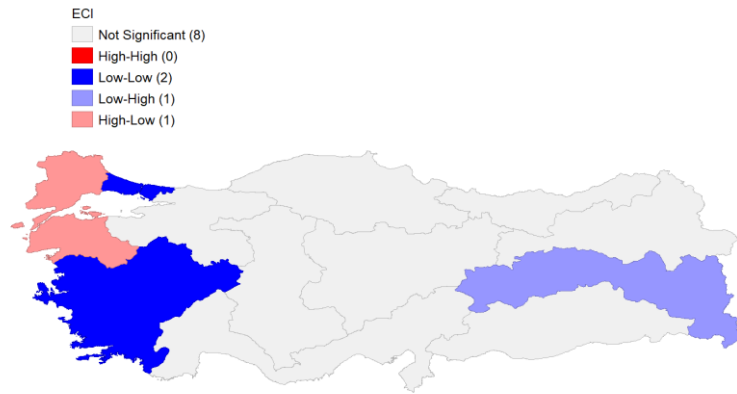 ECI
Not Significant (8)
High-High (0)
Low-Low (2)
Low-High (1)
High-Low (1)